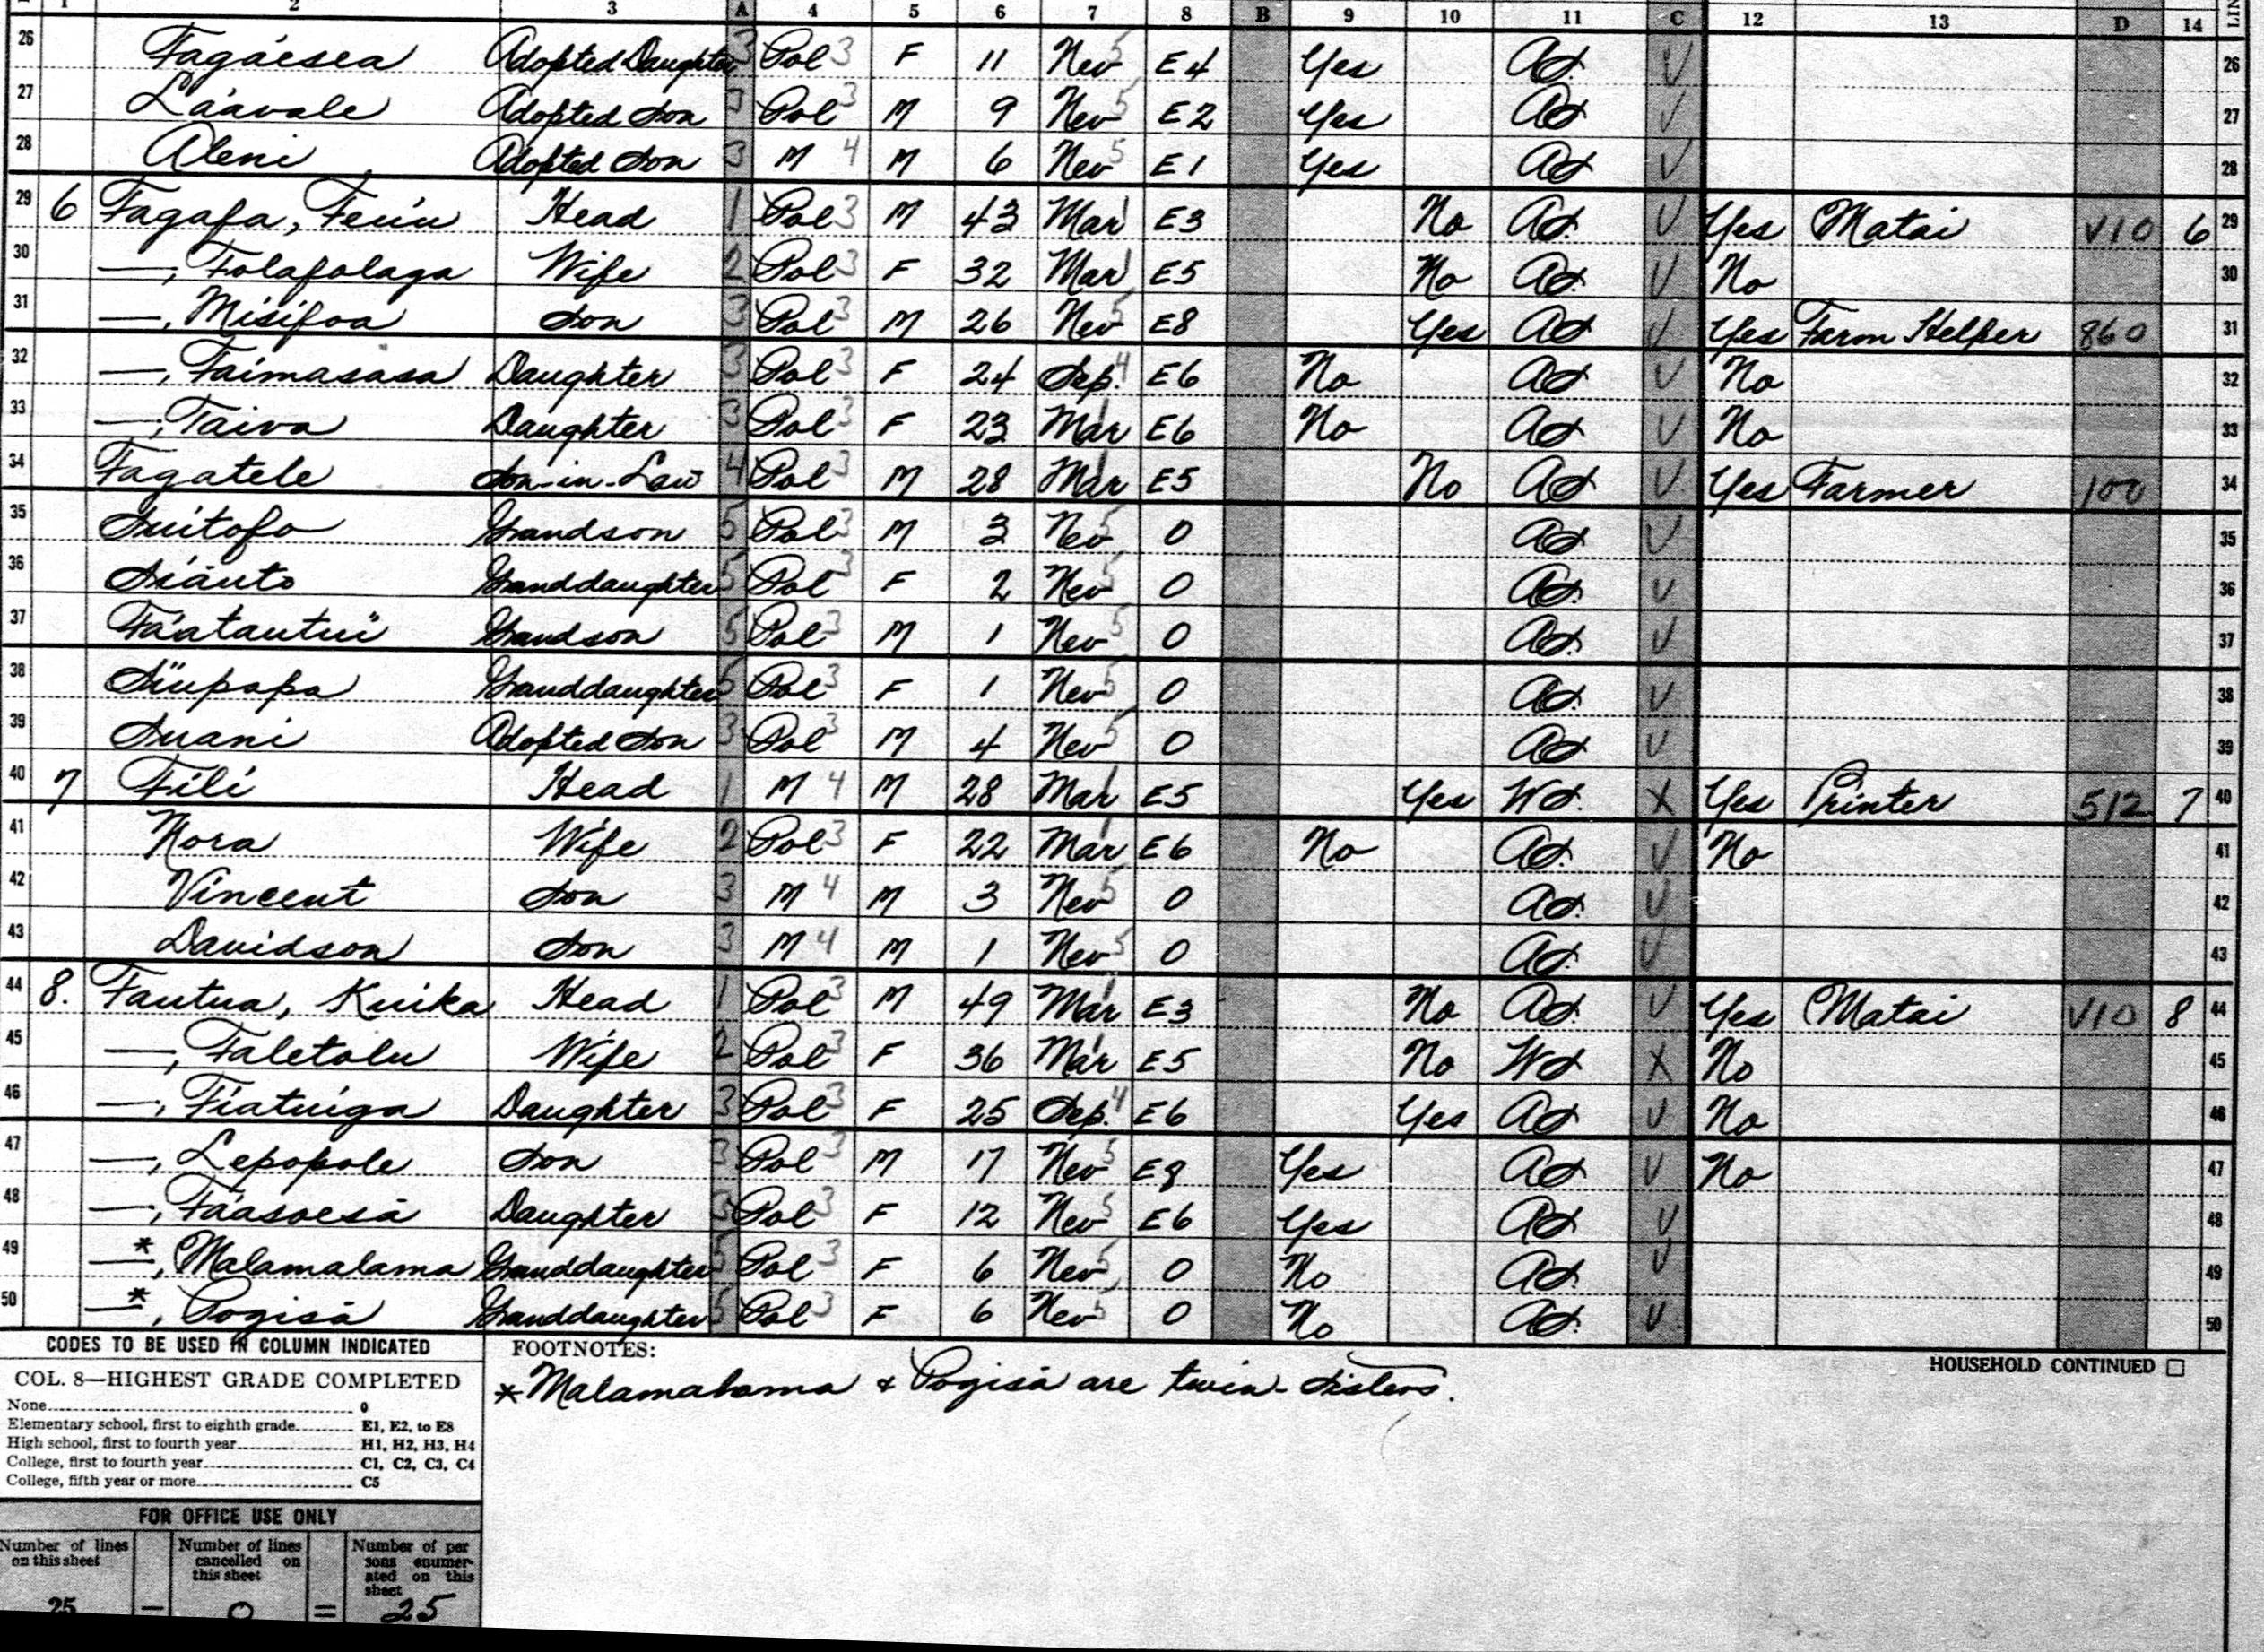 1 2 3 A 4 5 6 7 8 B 9 10 11 C 12 13 D 14
26 Fagáesea Adopted Daughter 3 Pol 3 F 11 Nev 5 E4 Yes Ad. V 26
27 Láavale Adopted Son 3 Pol 3 M 9 Nev 5 E2 Yes Ad V 27
28 Aleni Adopted Son 3 M 4 M 6 Nev 5 E1 Yes Ad V 28
29 6 Fagafa, Feúu Head 1 Pol 3 M 43 Mar 1 E3 No Ad. V Yes Matai V10 6 29
30 —, Folafolaga Wife 2 Pol 3 F 32 Mar 1 E5 No Ad. V No 30
31 —, Misifoa Son 3 Pol 3 M 26 Nev 5 E8 Yes Ad V Yes Farm Helper 860 31
32 —, Faimasasa Daughter 3 Pol 3 F 24 Sep. 4 E6 No Ad V No 32
33 —, Taiva Daughter 3 Pol 3 F 23 Mar 1 E6 No Ad V No 33
34 Fagatele Son-in-Law 4 Pol 3 M 28 Mar 1 E5 No Ad V Yes Farmer 100 34
35 Suitofo Grandson 5 Pol 3 M 3 Nev 5 0 Ad V 35
36 Siáuto Granddaughter 5 Pol 3 F 2 Nev 5 0 Ad. V 36
37 Fáatautuíi Grandson 5 Pol 3 M 1 Nev 5 0 Ad. V 37
38 Siiupapa Granddaughter 5 Pol 3 F 1 Nev 5 0 Ad. V 38
39 Suani Adopted Son 3 Pol 3 M 4 Nev 5 0 Ad V 39
40 7 Fili Head 1 M 4 M 28 Mar 1 E5 Yes Wd. X Yes Printer 512 7 40
41 Nora Wife 2 Pol 3 F 22 Mar 1 E6 No Ad. V No 41
42 Vincent Son 3 M 4 M 3 Nev 5 0 Ad. V 42
43 Davidson Son 3 M 4 M 1 Nev 5 0 Ad. V 43
44 8. Fautua, Kuika Head 1 Pol 3 M 49 Mar 1 E3 No Ad. V Yes Matai V10 8 44
45 —, Faletolu Wife 2 Pol 3 F 36 Mar 1 E5 No Wd X No 45
46 —, Fiatuiga Daughter 3 Pol 3 F 25 Sep. 4 E6 Yes Ad V No 46
47 —, Lepopole Son 3 Pol 3 M 17 Nev 5 E8 Yes Ad V No 47
48 —, Fáasoesā Daughter 3 Pol 3 F 12 Nev 5 E6 Yes Ad V 48
49 —*, Malamalama Granddaughter 5 Pol 3 F 6 Nev 5 0 No Ad. V 49
50 —*, Pogisā Granddaughter 5 Pol 3 F 6 Nev 5 0 No Ad. V 50
CODES TO BE USED IN COLUMN INDICATED
COL. 8—HIGHEST GRADE COMPLETED
None 0
Elementary school, first to eighth grade E1, E2, to E8
High school, first to fourth year H1, H2, H3, H4
College, first to fourth year C1, C2, C3, C4
College, fifth year or more C5
FOOTNOTES:
* Malamalama & Pogisā are twin-sisters.
HOUSEHOLD CONTINUED
FOR OFFICE USE ONLY
Number of lines on this sheet
Number of lines cancelled on this sheet
Number of per sons enumer- ated on this sheet
25 — 0 = 25